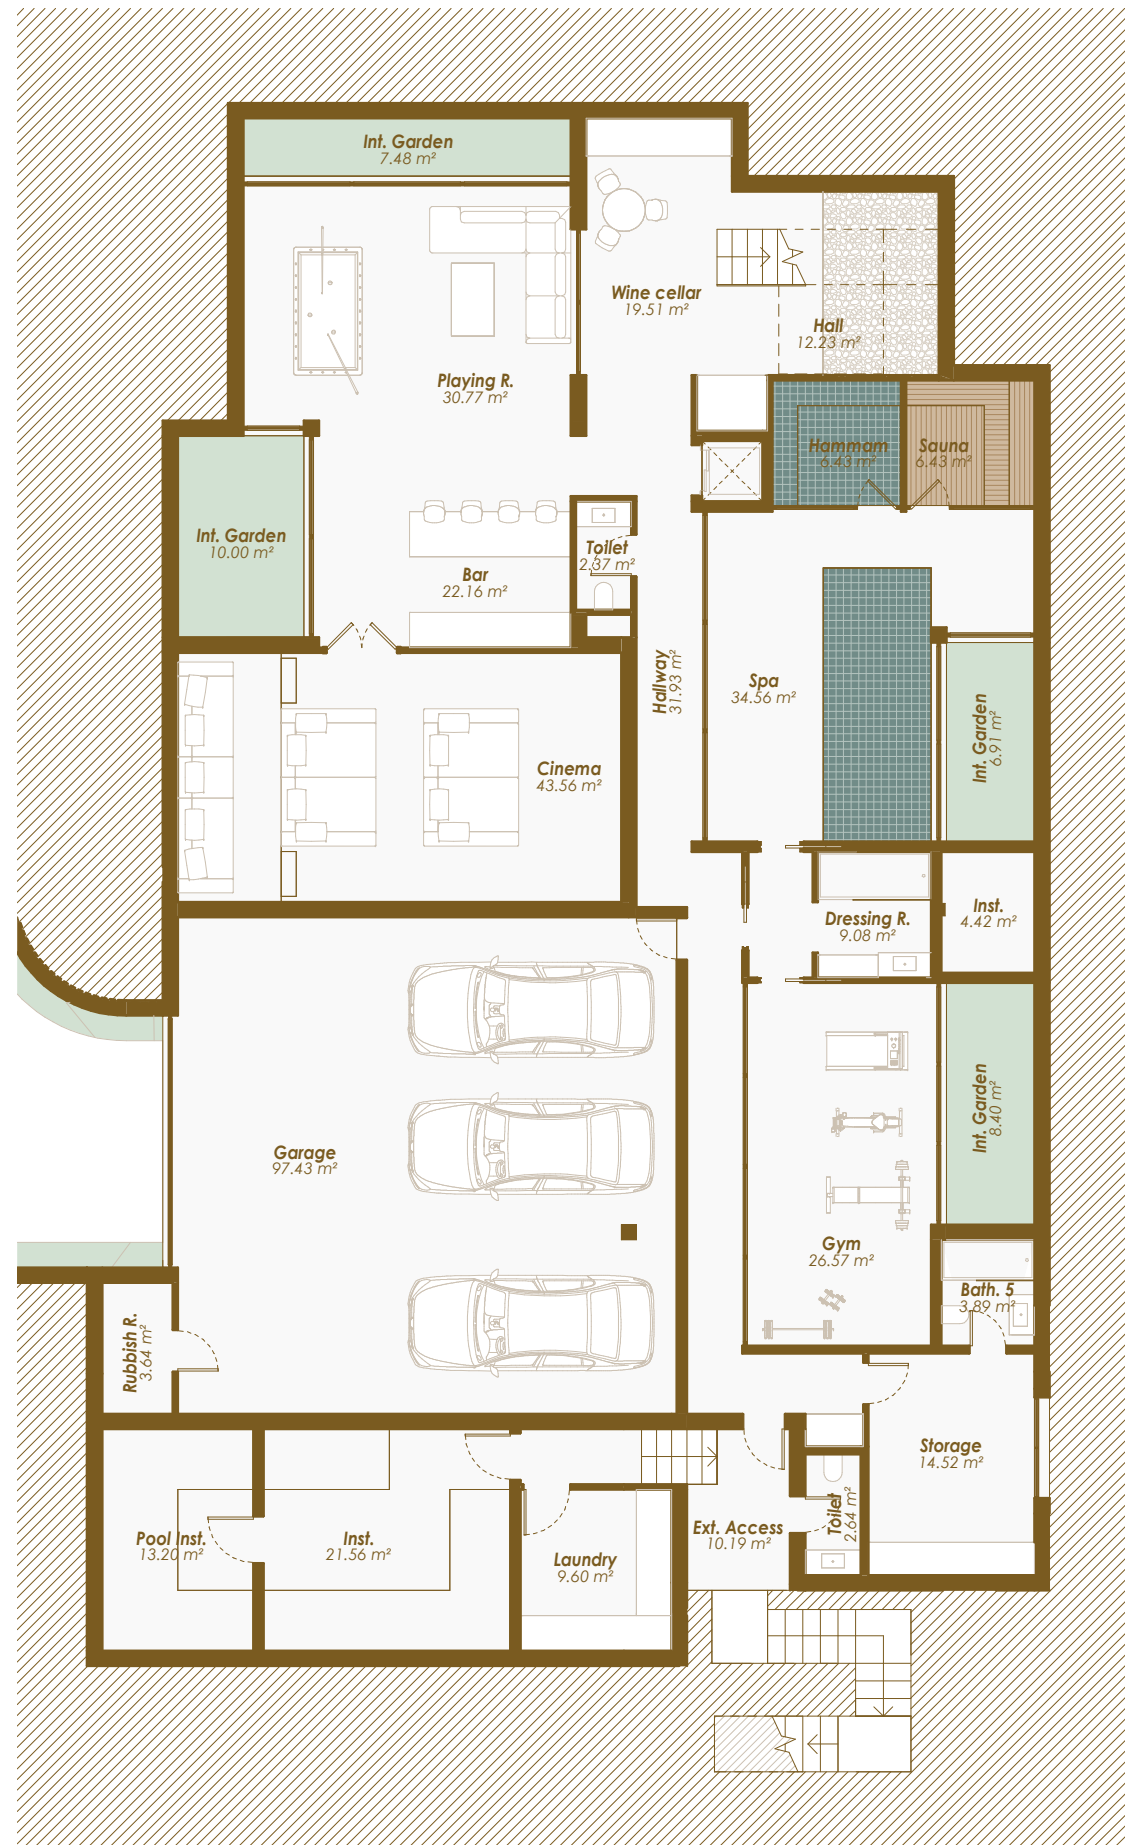 Int. Garden
7.48 m²
Wine cellar
19.51 m²
Hall
12.23 m²
Playing R.
30.77 m²
Hammam
6.43 m²
Sauna
6.43 m²
Int. Garden
10.00 m²
Toilet
2.37 m²
Bar
22.16 m²
Hallway
31.93 m²
Spa
34.56 m²
Int. Garden
6.91 m²
Cinema
43.56 m²
Dressing R.
9.08 m²
Inst.
4.42 m²
Int. Garden
8.40 m²
Garage
97.43 m²
Gym
26.57 m²
Bath. 5
3.89 m²
Rubbish R.
3.64 m²
Storage
14.52 m²
Pool Inst.
13.20 m²
Inst.
21.56 m²
Laundry
9.60 m²
Ext. Access
10.19 m²
Toilet
2.64 m²